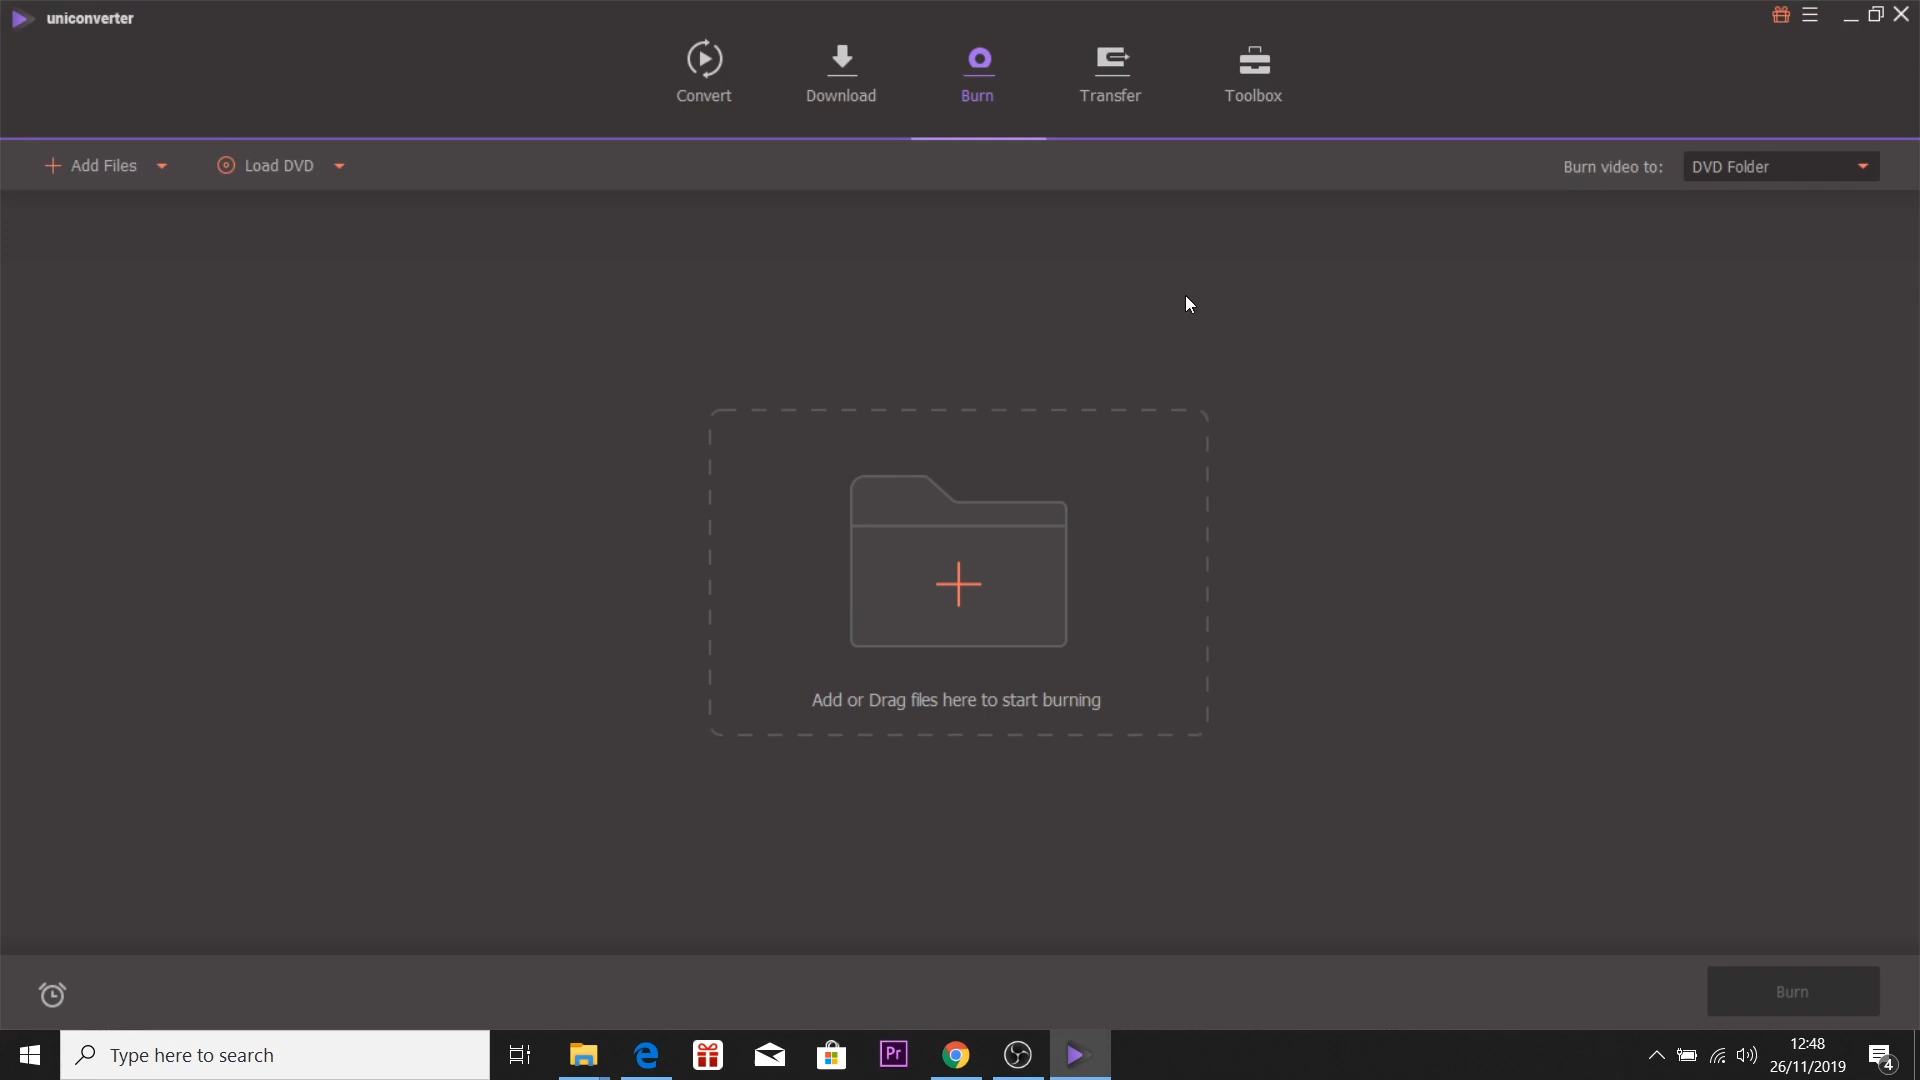 uniconverter
Convert
Download
Burn
Transfer
Toolbox
Add Files
Load DVD
Burn video to:
DVD Folder
Add or Drag files here to start burning
Burn
Type here to search
Pr
12:48
26/11/2019
4